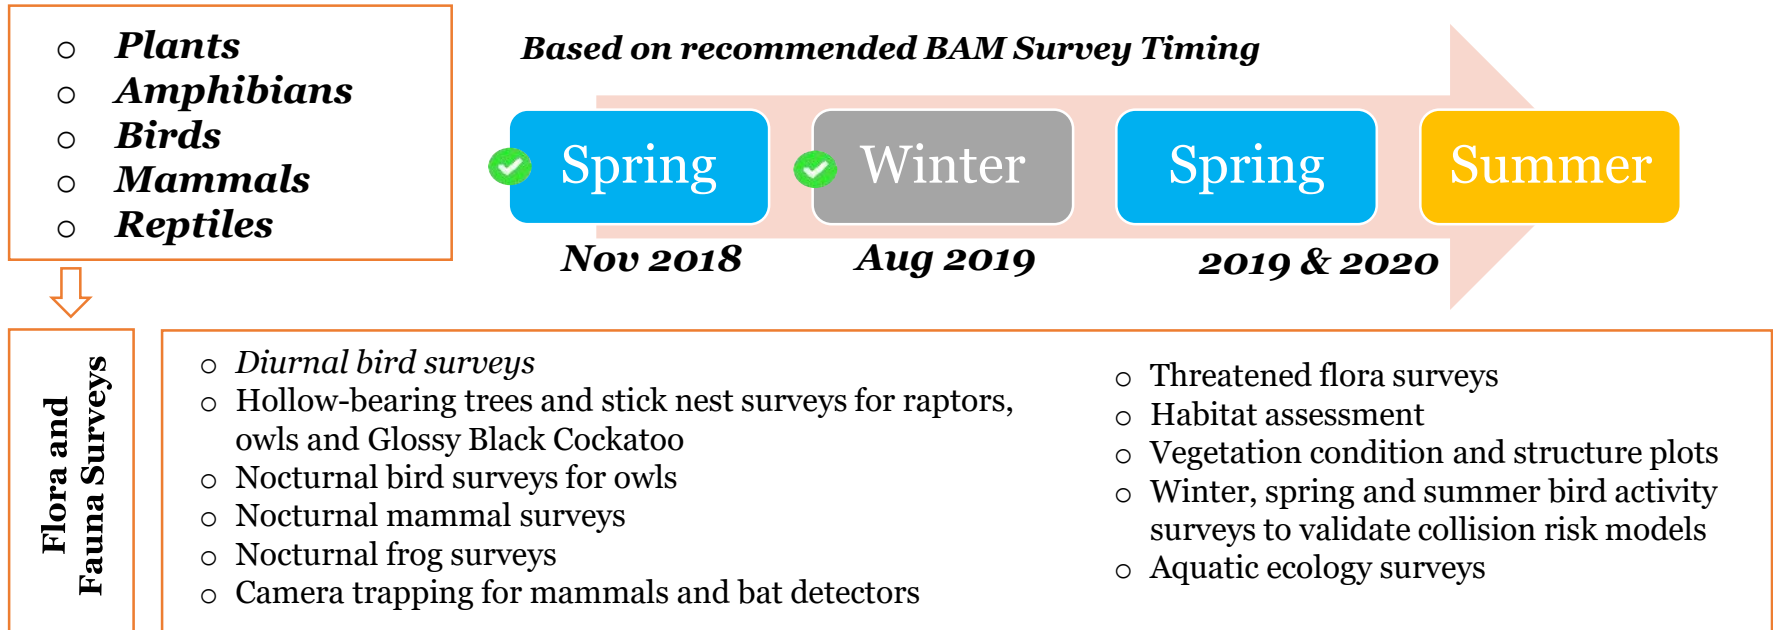 ○ Plants
○ Amphibians
○ Birds
○ Mammals
○ Reptiles
Based on recommended BAM Survey Timing
Spring
Winter
Spring
Summer
Nov 2018
Aug 2019
2019 & 2020
Flora and
Fauna Surveys
○ Diurnal bird surveys
○ Hollow-bearing trees and stick nest surveys for raptors,
owls and Glossy Black Cockatoo
○ Nocturnal bird surveys for owls
○ Nocturnal mammal surveys
○ Nocturnal frog surveys
○ Camera trapping for mammals and bat detectors
○ Threatened flora surveys
○ Habitat assessment
○ Vegetation condition and structure plots
○ Winter, spring and summer bird activity
surveys to validate collision risk models
○ Aquatic ecology surveys